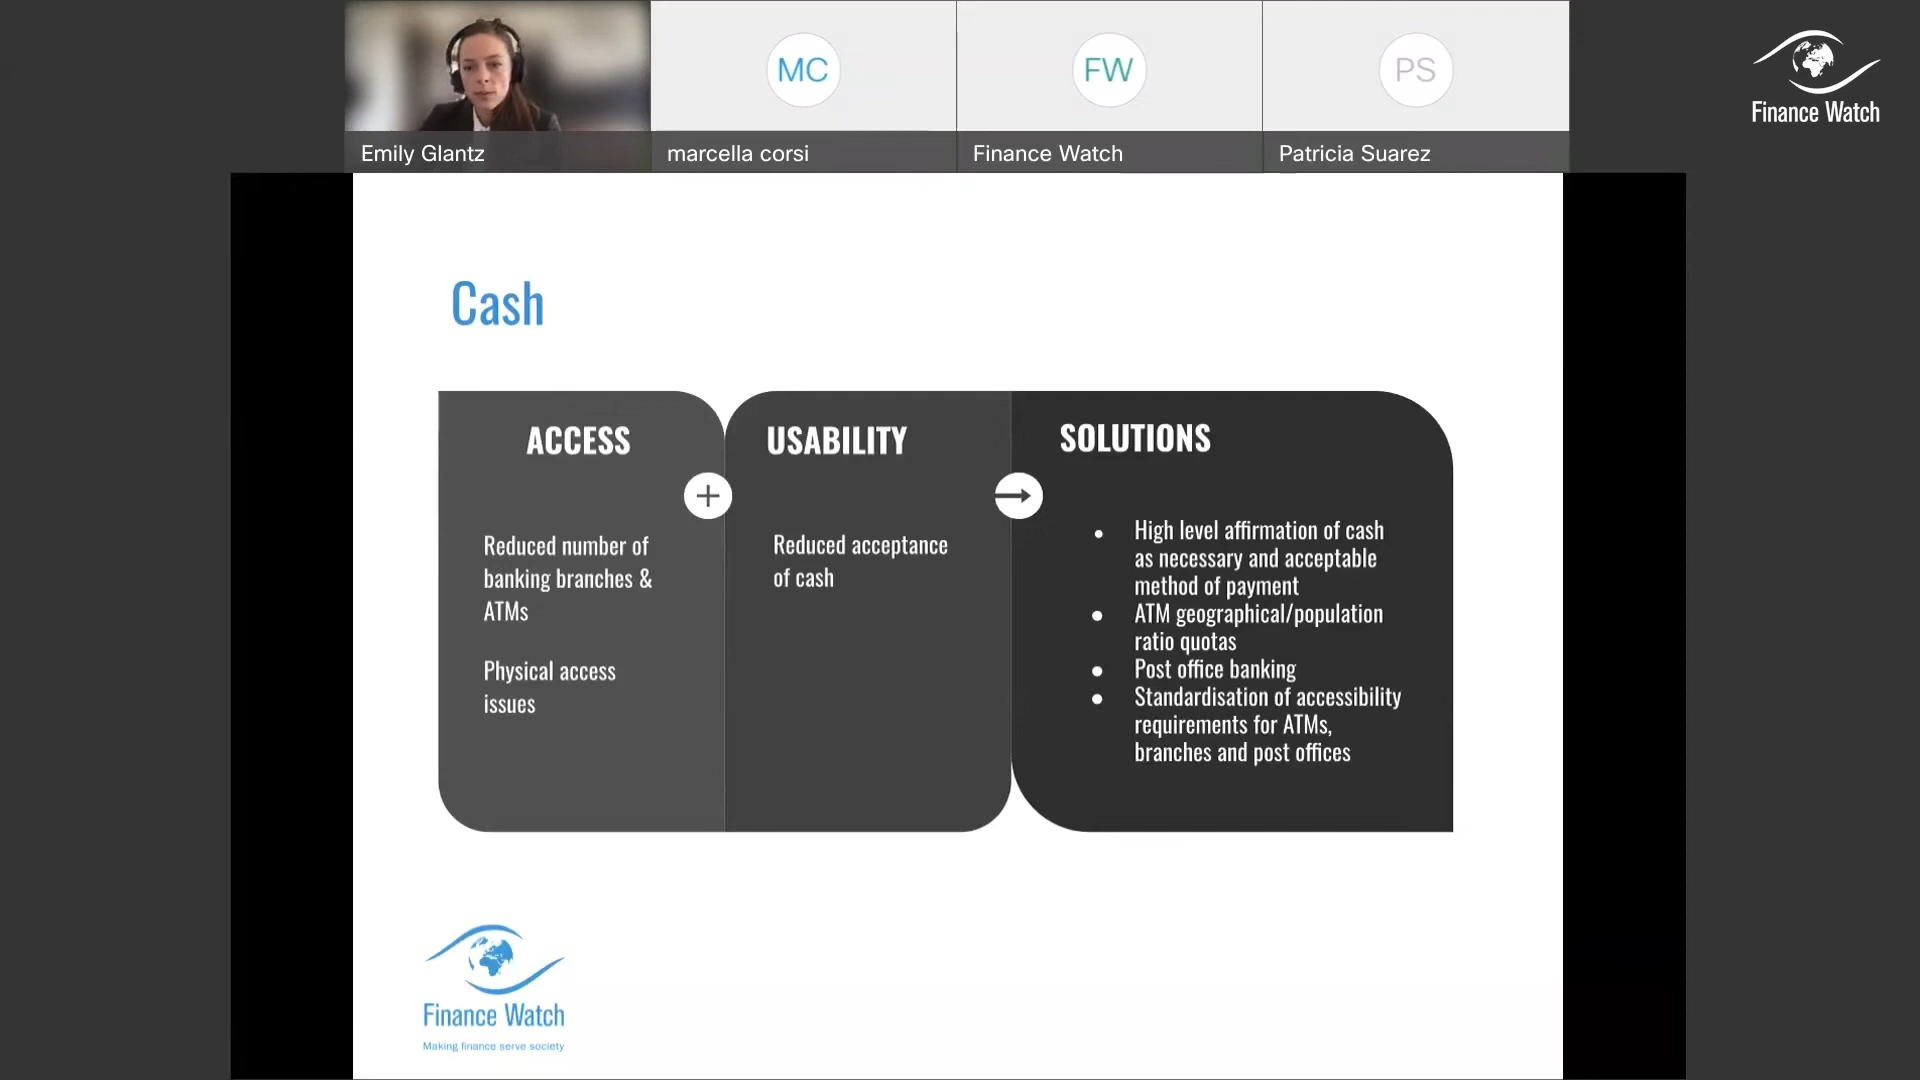 MC
FW
PS
Emily Glantz
marcella corsi
Finance Watch
Patricia Suarez
Finance Watch
Cash
ACCESS
Reduced number of
banking branches &
ATMs
Physical access
issues
USABILITY
Reduced acceptance
of cash
SOLUTIONS
• High level affirmation of cash
as necessary and acceptable
method of payment
• ATM geographical/population
ratio quotas
• Post office banking
• Standardisation of accessibility
requirements for ATMs,
branches and post offices
Finance Watch
Making finance serve society